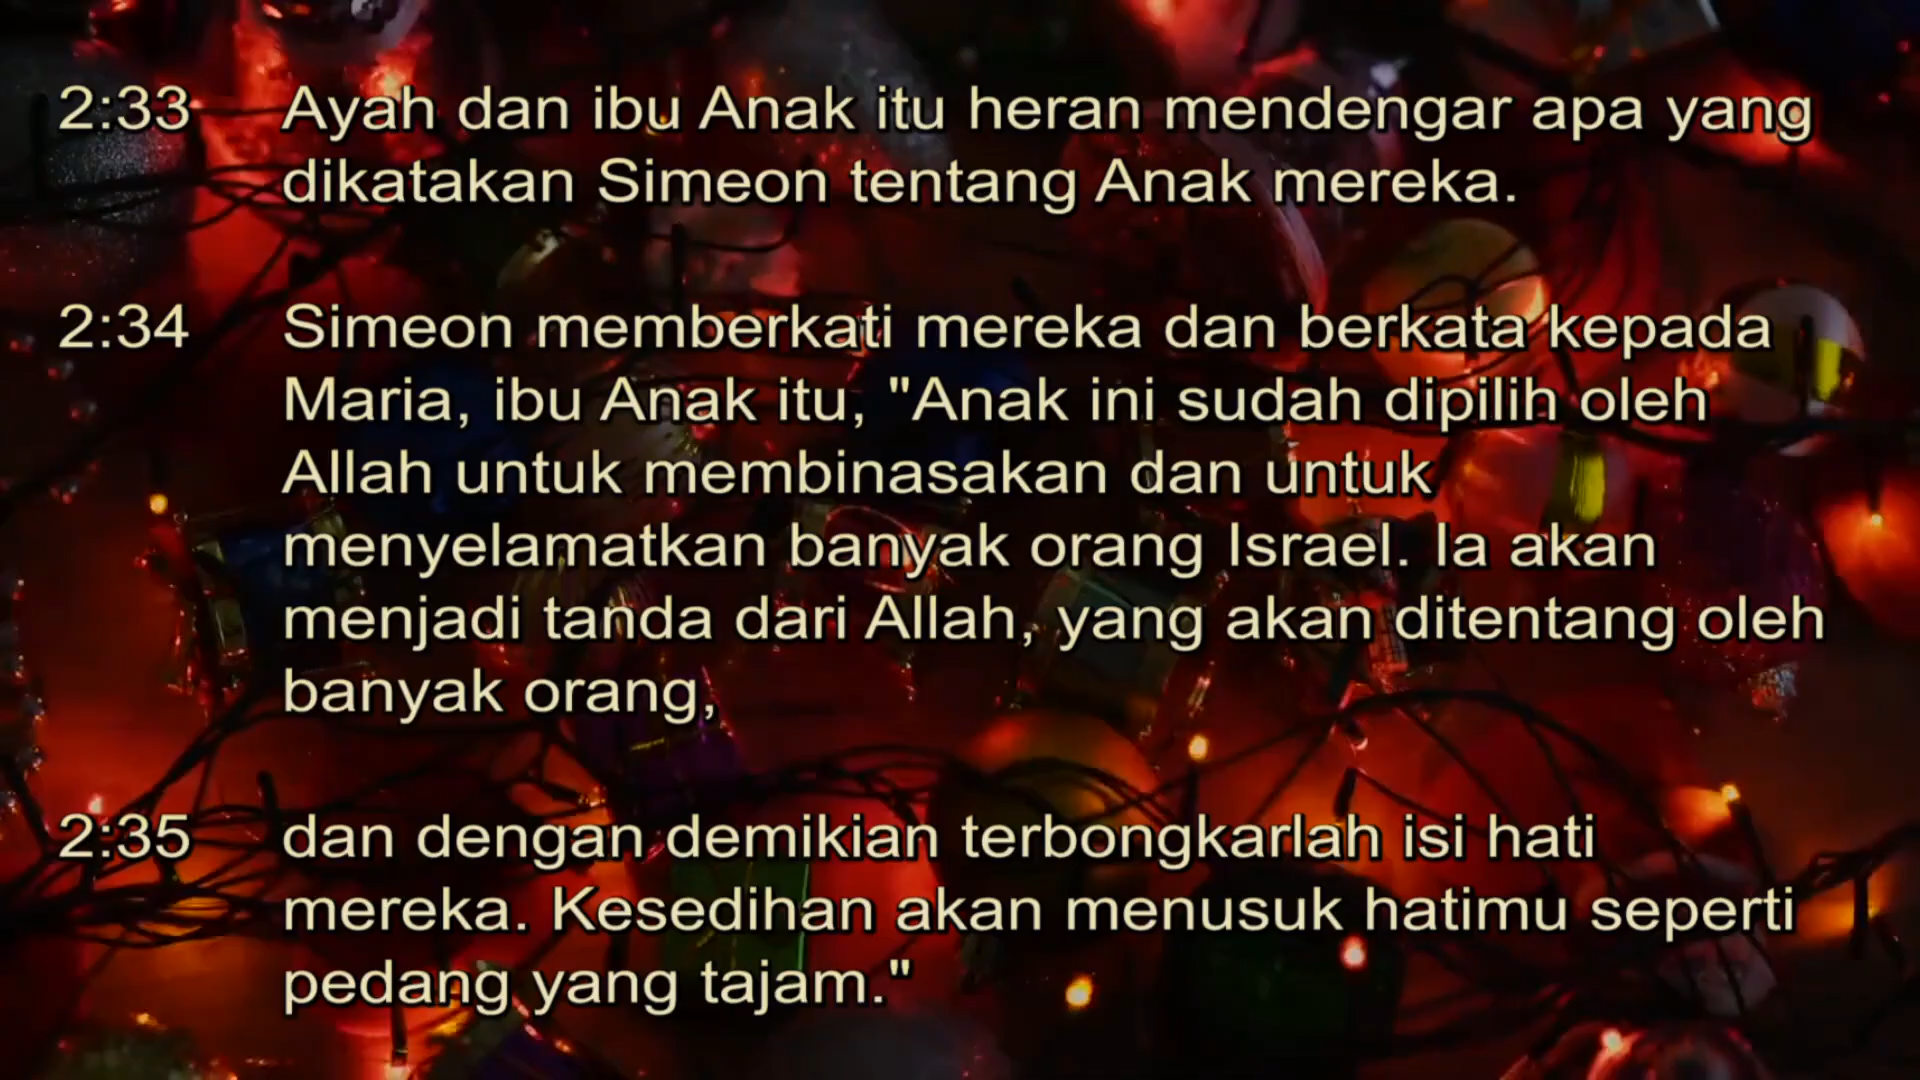 2:33 Ayah dan ibu Anak itu heran mendengar apa yang
dikatakan Simeon tentang Anak mereka.
2:34 Simeon memberkati mereka dan berkata kepada
Maria, ibu Anak itu, "Anak ini sudah dipilih oleh
Allah untuk membinasakan dan untuk
menyelamatkan banyak orang Israel. Ia akan
menjadi tanda dari Allah, yang akan ditentang oleh
banyak orang,
2:35 dan dengan demikian terbongkarlah isi hati
mereka. Kesedihan akan menusuk hatimu seperti
pedang yang tajam."